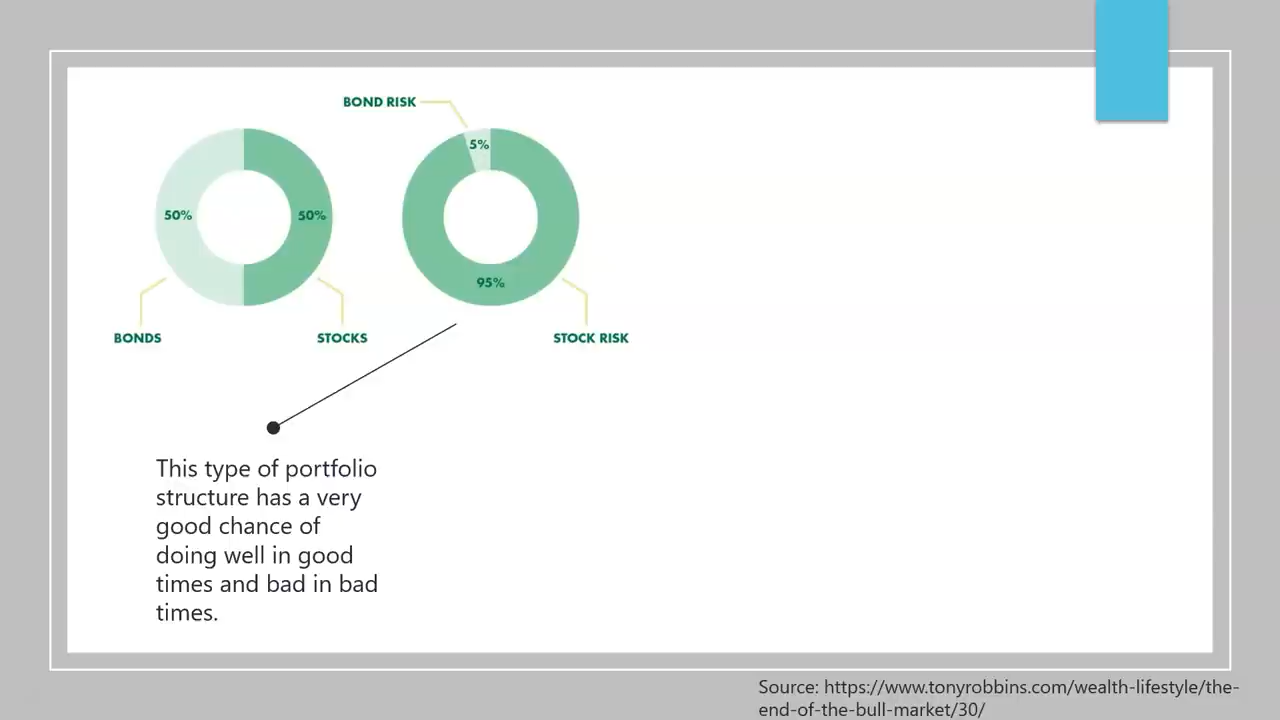 BOND RISK
5%
50%
50%
95%
BONDS
STOCKS
STOCK RISK
This type of portfolio
structure has a very
good chance of
doing well in good
times and bad in bad
times.
Source: https://www.tonyrobbins.com/wealth-lifestyle/the-
end-of-the-bull-market/30/